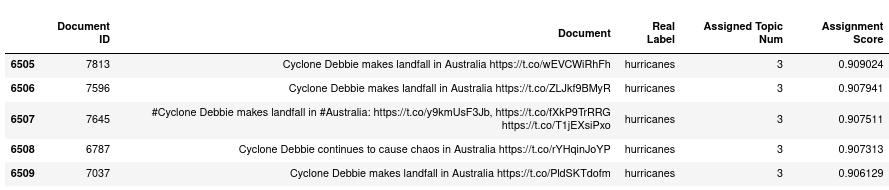 Document ID Document Real Label Assigned Topic Num Assignment Score
6505 7813 Cyclone Debbie makes landfall in Australia https://t.co/wEVCWiRhFh hurricanes 3 0.909024
6506 7596 Cyclone Debbie makes landfall in Australia https://t.co/ZLJkf9BMyR hurricanes 3 0.907941
6507 7645 #Cyclone Debbie makes landfall in #Australia: https://t.co/y9kmUsF3Jb, https://t.co/fXkP9TrRRG https://t.co/T1jEXsiPxo hurricanes 3 0.907511
6508 6787 Cyclone Debbie continues to cause chaos in Australia https://t.co/rYHqinJoYP hurricanes 3 0.907313
6509 7037 Cyclone Debbie makes landfall in Australia https://t.co/PldSKTdofm hurricanes 3 0.906129